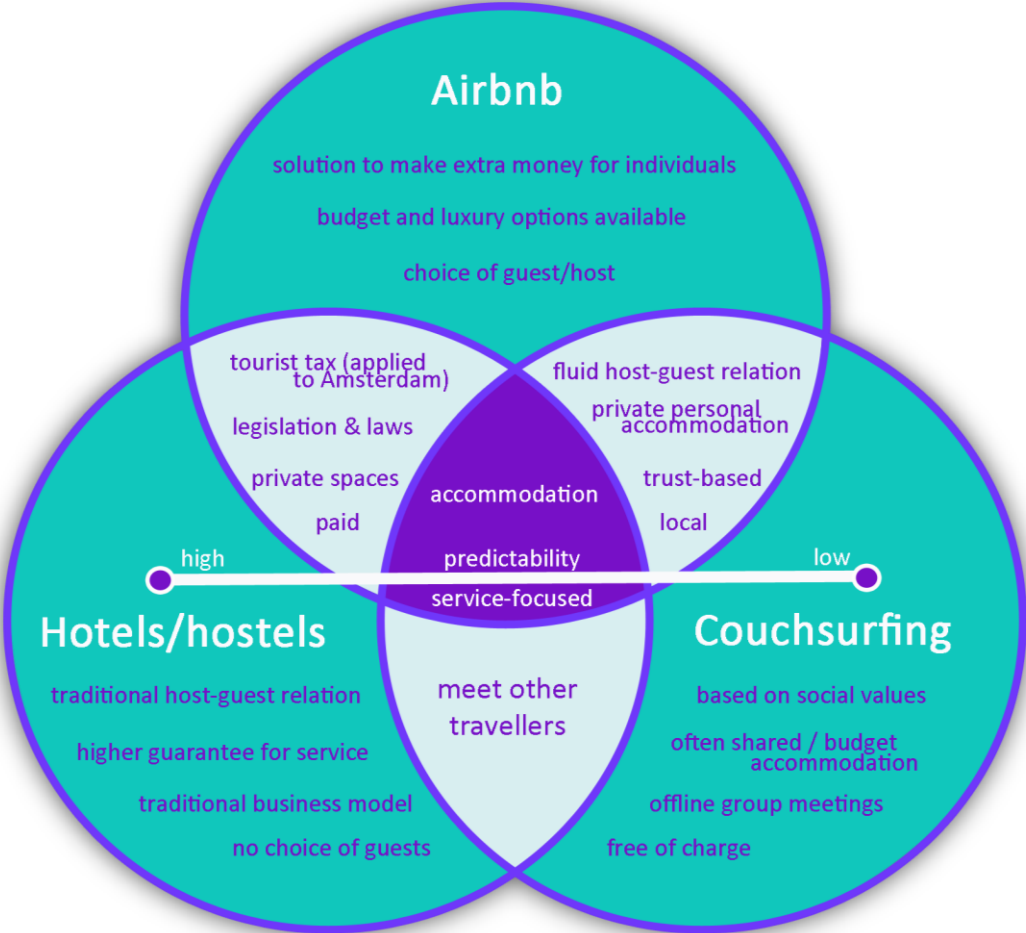 Airbnb
solution to make extra money for individuals
budget and luxury options available
choice of guest/host
tourist tax (applied
to Amsterdam)
legislation & laws
private spaces
paid
fluid host-guest relation
private personal
accommodation
trust-based
local
accommodation
predictability
service-focused
high
low
Hotels/hostels
traditional host-guest relation
higher guarantee for service
traditional business model
no choice of guests
meet other
travellers
Couchsurfing
based on social values
often shared / budget
accommodation
offline group meetings
free of charge